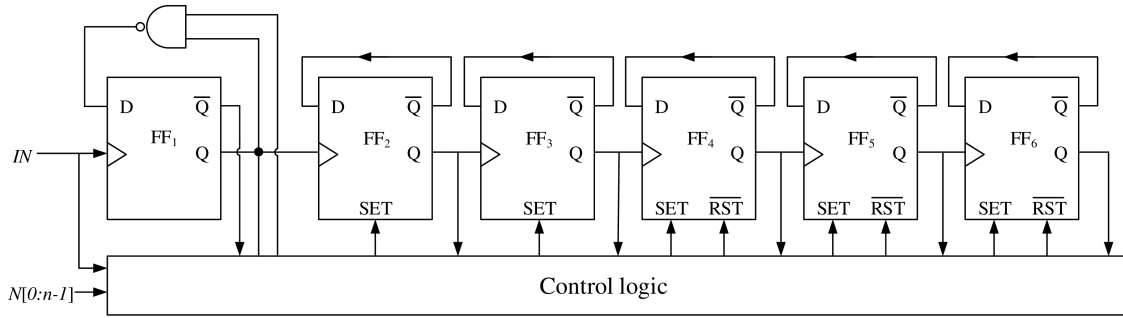 D Q̅ D Q̅ D Q̅ D Q̅ D Q̅ D Q̅
FF₁ FF₂ FF₃ FF₄ FF₅ FF₆
IN Q Q Q Q Q Q
SET SET SET R̅S̅T̅ SET R̅S̅T̅ SET R̅S̅T̅
Control logic
N[0:n-1]